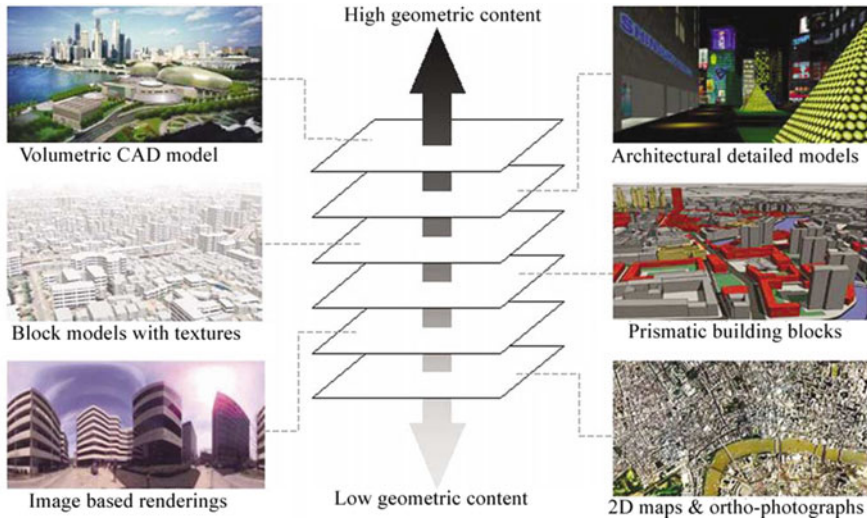 High geometric content
SHINJUKU
Volumetric CAD model
Architectural detailed models
Block models with textures
Prismatic building blocks
Image based renderings
Low geometric content
2D maps & ortho-photographs